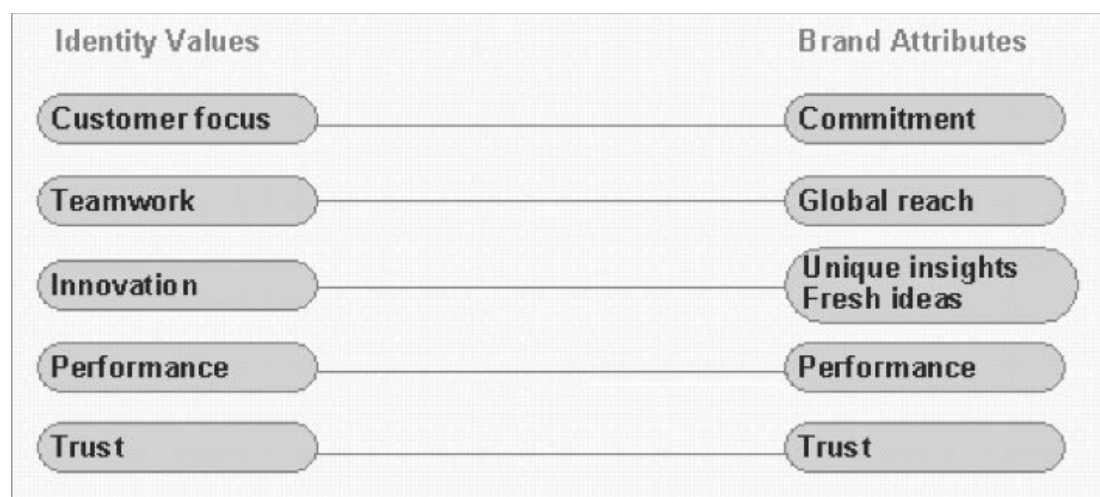 Identity Values
Brand Attributes
Customer focus
Commitment
Teamwork
Global reach
Innovation
Unique insights
Fresh ideas
Performance
Performance
Trust
Trust